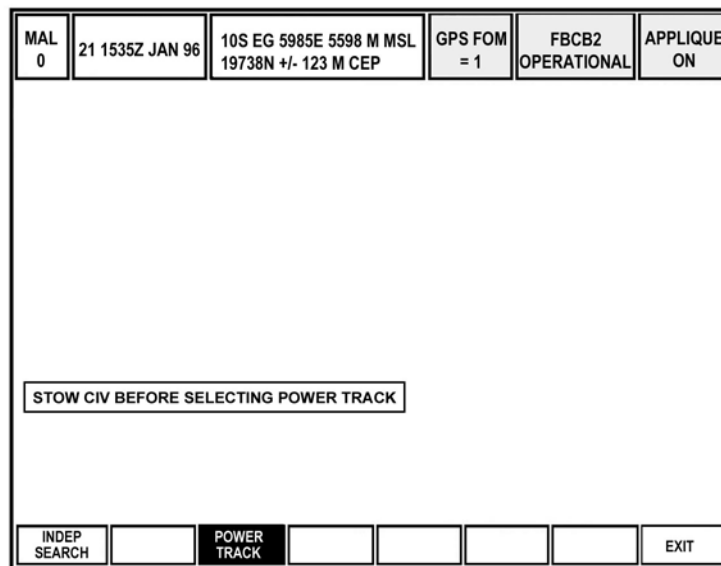 MAL
0
21 1535Z JAN 96
10S EG 5985E 5598 M MSL
19738N +/- 123 M CEP
GPS FOM
= 1
FBCB2
OPERATIONAL
APPLIQUE
ON
STOW CIV BEFORE SELECTING POWER TRACK
INDEP
SEARCH
POWER
TRACK
EXIT